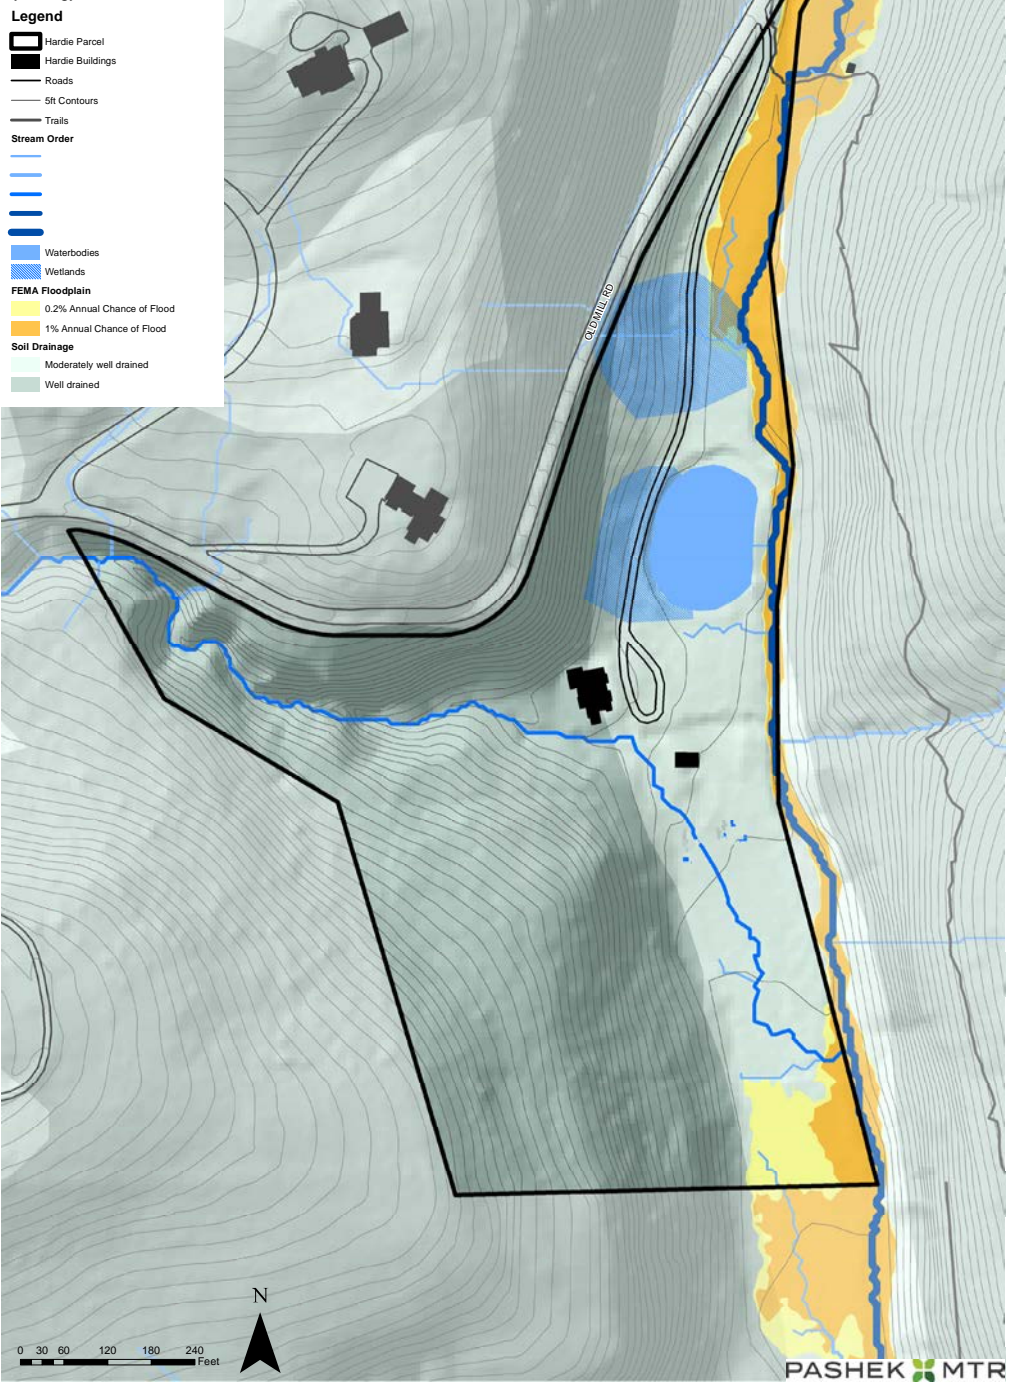 Legend
Hardie Parcel
Hardie Buildings
Roads
5ft Contours
Trails
Stream Order
Waterbodies
Wetlands
FEMA Floodplain
0.2% Annual Chance of Flood
1% Annual Chance of Flood
Soil Drainage
Moderately well drained
Well drained
OLD MILL RD
N
0 30 60 120 180 240
Feet
PASHEK MTR